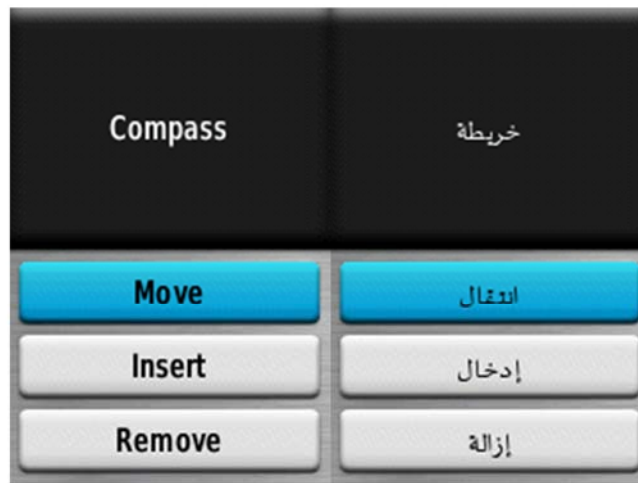 Compass
خريطة
Move
انتقال
Insert
إدخال
Remove
إزالة